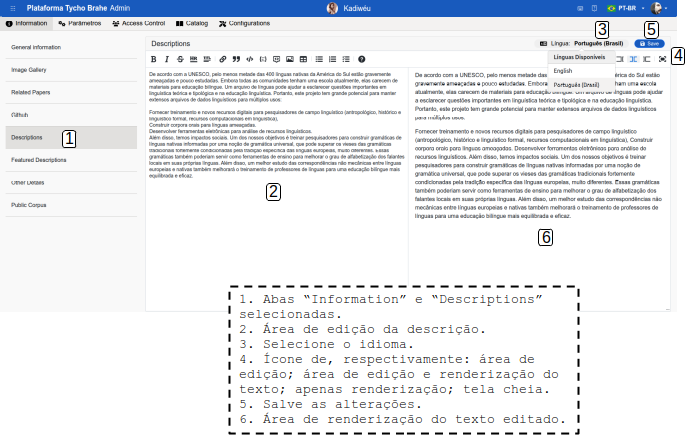 Plataforma Tycho Brahe Admin
Kadiwéu
PT-BR
Information
Parâmetros
Access Control
Catalog
Configurations
3
5
4
General Information
Image Gallery
Related Papers
Github
Descriptions
1
Featured Descriptions
Other Details
Public Corpus
Descriptions
Língua: Português (Brasil)
Save
Línguas Disponíveis
English
Português (Brasil)
De acordo com a UNESCO, pelo menos metade das 400 línguas nativas da América do Sul estão gravemente
ameaçadas e pouco estudadas. Embora todas as comunidades tenham uma escola atualmente, elas carecem de
materiais para educação bilíngue. Um arquivo de línguas pode ajudar a esclarecer questões importantes em
linguística teórica e tipológica e na educação linguística. Portanto, este projeto tem grande potencial para manter
extensos arquivos de dados linguísticos para múltiplos usos:
Fornecer treinamento e novos recursos digitais para pesquisadores de campo linguístico (antropológico, histórico e
linguístico formal, recursos computacionais em linguística),
Construir corpora orais para línguas ameaçadas.
Desenvolver ferramentas eletrônicas para análise de recursos linguísticos.
Além disso, temos impactos sociais. Um dos nossos objetivos é treinar pesquisadores para construir gramáticas de
línguas nativas informadas por uma noção de gramática universal, que pode superar os vieses das gramáticas
tradicionais fortemente condicionadas pela tradição específica das línguas europeias, muito diferentes. Essas
gramáticas também poderiam servir como ferramentas de ensino para melhorar o grau de alfabetização dos falantes
locais em suas próprias línguas. Além disso, um melhor estudo das correspondências não mecânicas entre línguas
europeias e nativas também melhorará o treinamento de professores de línguas para uma educação bilíngue mais
equilibrada e eficaz.
2
De acordo com a UNESCO, pelo menos metade das
América do Sul estão
gravemente ameaçadas e pouco estudadas. Embora
tenham uma escola
atualmente, elas carecem de materiais para educação bilíngue. Um arquivo de línguas pode ajudar
a esclarecer questões importantes em linguística teórica e tipológica e na educação linguística.
Portanto, este projeto tem grande potencial para manter extensos arquivos de dados linguísticos
para múltiplos usos:
Fornecer treinamento e novos recursos digitais para pesquisadores de campo linguístico
(antropológico, histórico e linguístico formal, recursos computacionais em linguística), Construir
corpora orais para línguas ameaçadas. Desenvolver ferramentas eletrônicas para análise de
recursos linguísticos. Além disso, temos impactos sociais. Um dos nossos objetivos é treinar
pesquisadores para construir gramáticas de línguas nativas informadas por uma noção de
gramática universal, que pode superar os vieses das gramáticas tradicionais fortemente
condicionadas pela tradição específica das línguas europeias, muito diferentes. Essas gramáticas
também poderiam servir como ferramentas de ensino para melhorar o grau de alfabetização dos
falantes locais em suas próprias línguas. Além disso, um melhor estudo das correspondências não
mecânicas entre línguas europeias e nativas também melhorará o treinamento de professores de
línguas para uma educação bilíngue mais equilibrada e eficaz.
6
1. Abas “Information” e “Descriptions”
selecionadas.
2. Área de edição da descrição.
3. Selecione o idioma.
4. Ícone de, respectivamente: área de
edição; área de edição e renderização do
texto; apenas renderização; tela cheia.
5. Salve as alterações.
6. Área de renderização do texto editado.